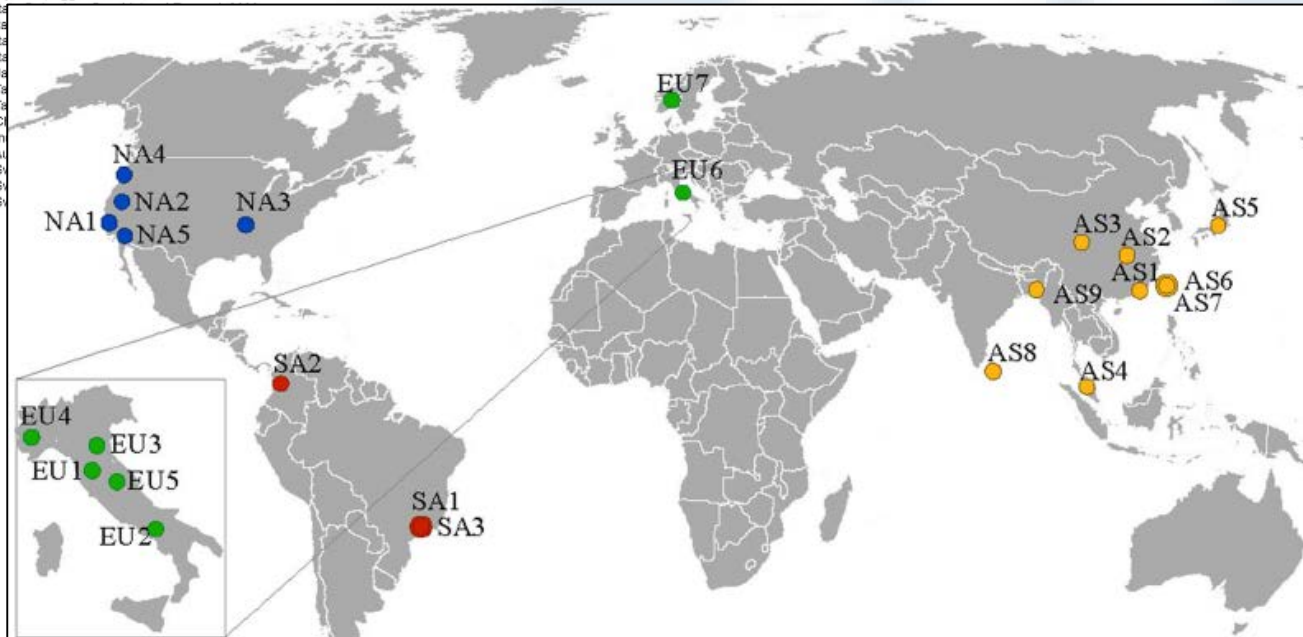 EU7
NA4
EU6
NA2
NA1
NA3
NA5
AS5
AS3
AS2
AS1
AS6
AS9
AS7
AS8
AS4
SA2
EU4
EU3
EU1
EU5
EU2
SA1
SA3